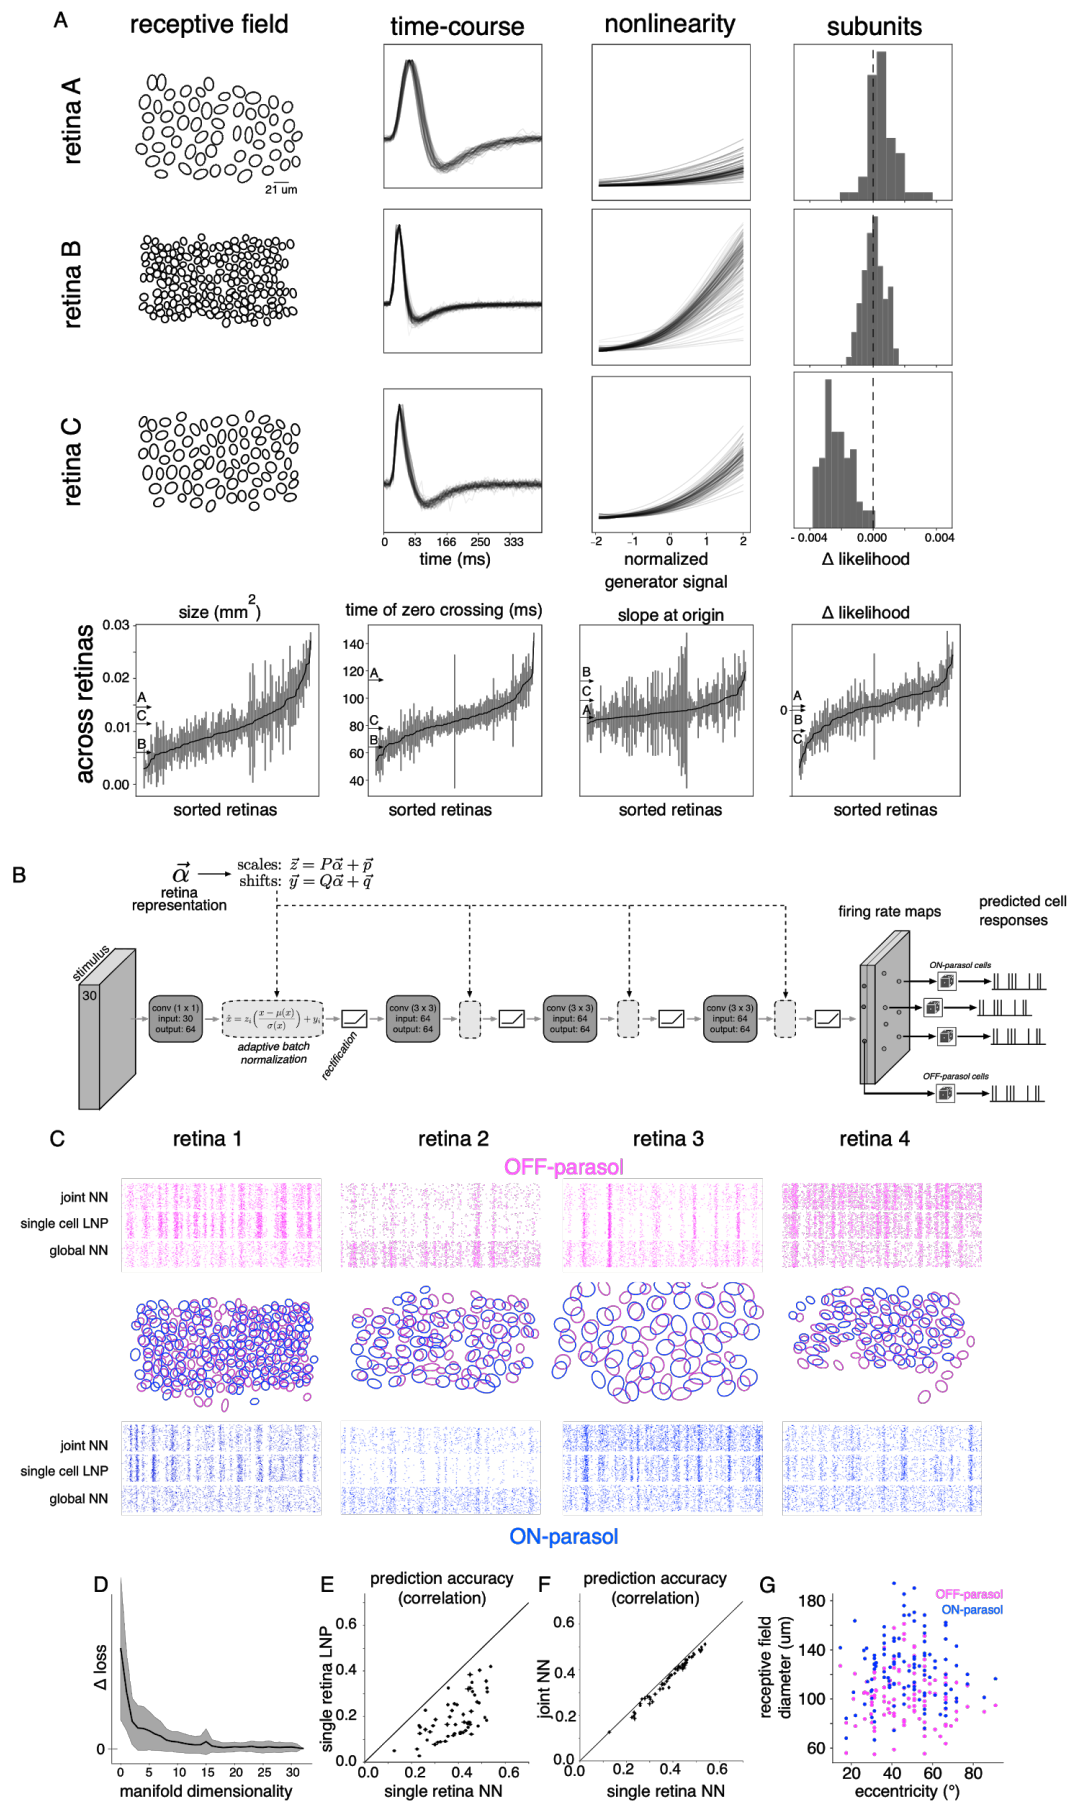 A
receptive field
time-course
nonlinearity
subunits
retina A
21 um
retina B
retina C
0 83 166 250 333
time (ms)
-2 -1 0 1 2
normalized
generator signal
- 0.004 0.000 0.004
Δ likelihood
across retinas
size (mm²)
0.03
0.02
0.01
0.00
A
C
B
sorted retinas
time of zero crossing (ms)
140
120
100
80
60
40
A
C
B
sorted retinas
slope at origin
B
C
A
sorted retinas
Δ likelihood
0
A
B
C
sorted retinas
B
α⃗
retina
representation
scales: z⃗ = Pα⃗ + p⃗
shifts: y⃗ = Qα⃗ + q⃗
firing rate maps
predicted cell
responses
stimulus
30
conv (1 x 1)
input: 30
output: 64
x̂ = zᵢ((x − μ(x))/σ(x)) + yᵢ
adaptive batch
normalization
rectification
conv (3 x 3)
input: 64
output: 64
conv (3 x 3)
input: 64
output: 64
conv (3 x 3)
input: 64
output: 64
ON-parasol cells
OFF-parasol cells
C
retina 1
retina 2
retina 3
retina 4
OFF-parasol
joint NN
single cell LNP
global NN
joint NN
single cell LNP
global NN
ON-parasol
D
Δ loss
0
0 5 10 15 20 25 30
manifold dimensionality
E
prediction accuracy
(correlation)
single retina LNP
0.6
0.4
0.2
0.0
0.0 0.2 0.4 0.6
single retina NN
F
prediction accuracy
(correlation)
joint NN
0.6
0.4
0.2
0.0
0.0 0.2 0.4 0.6
single retina NN
G
OFF-parasol
ON-parasol
receptive field
diameter (um)
180
140
100
60
20 40 60 80
eccentricity (°)